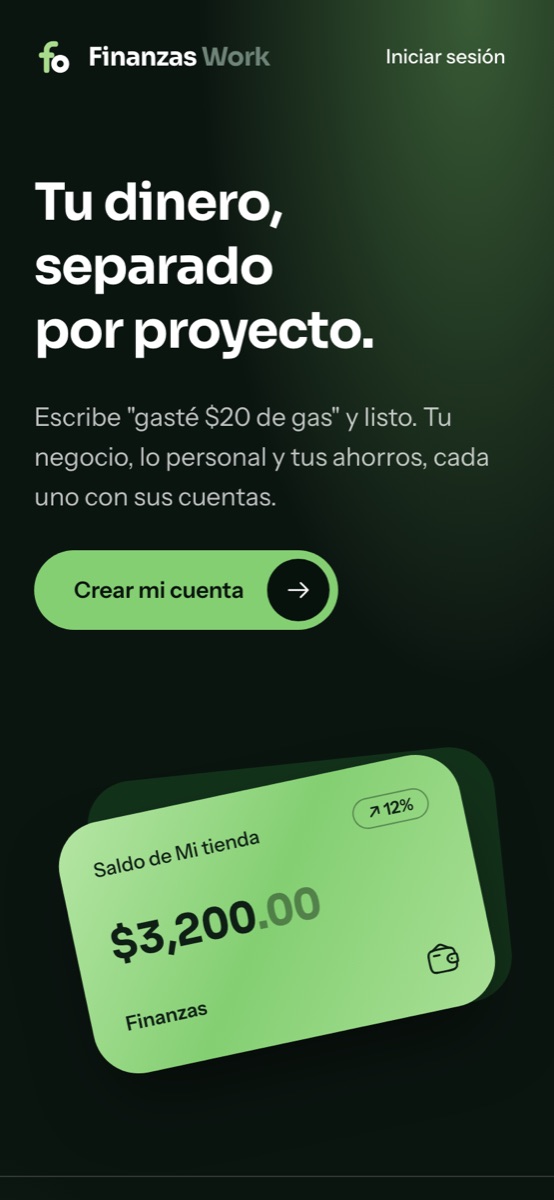 fo Finanzas Work
Iniciar sesión
Tu dinero,
separado
por proyecto.
Escribe "gasté $20 de gas" y listo. Tu
negocio, lo personal y tus ahorros, cada
uno con sus cuentas.
Crear mi cuenta
12%
Saldo de Mi tienda
$3,200.00
Finanzas